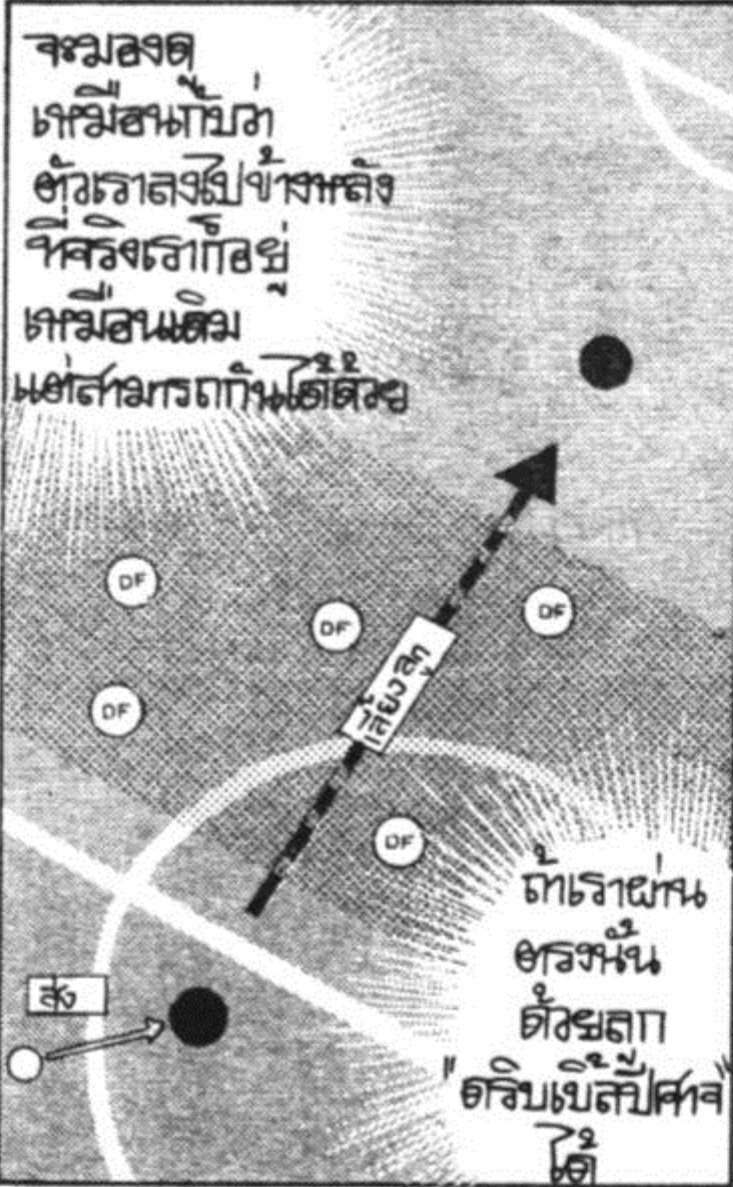 จะมองดู
เหมือนกับว่า
ตัวเราลงไปข้างหลัง
ที่จริงเราก็อยู่
เหมือนเดิม
แต่สามารถกันได้ด้วย
DF
DF
DF
DF
เลี้ยงลูก
DF
ส่ง
ถ้าเราผ่าน
ตรงนั้น
ด้วยลูก
"ดริบเบิ้ลปีศาจ"
ได้